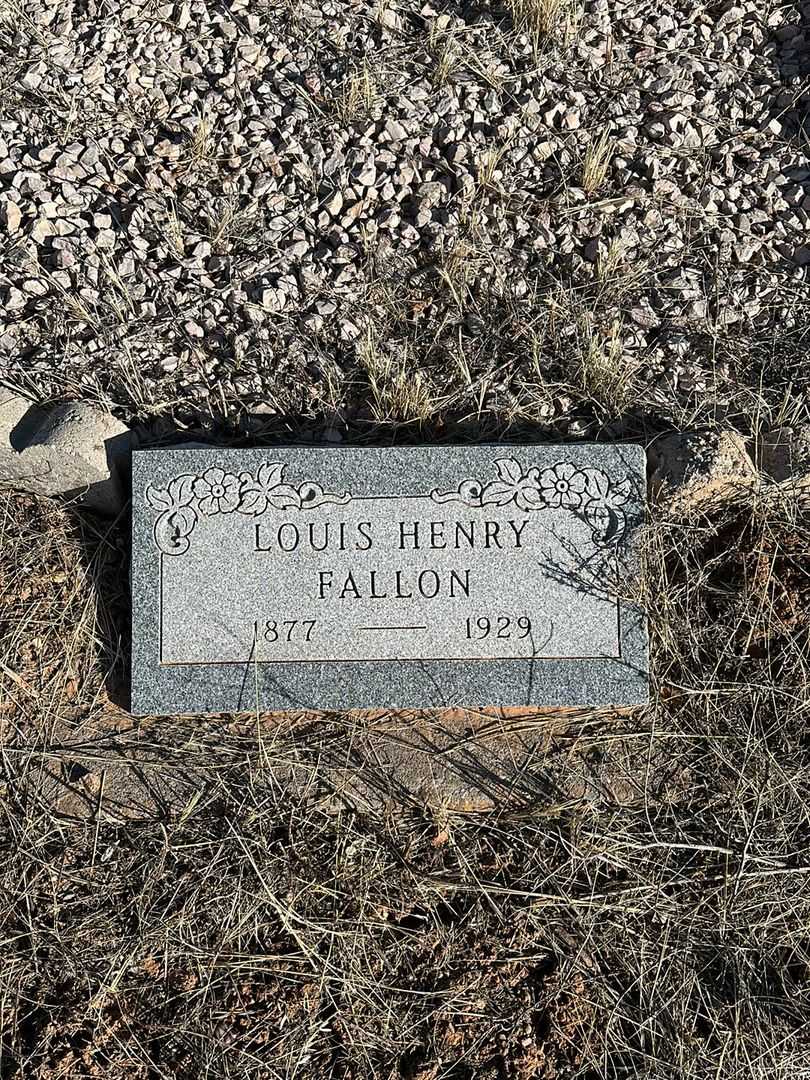 LOUIS HENRY
FALLON
1877 — 1929